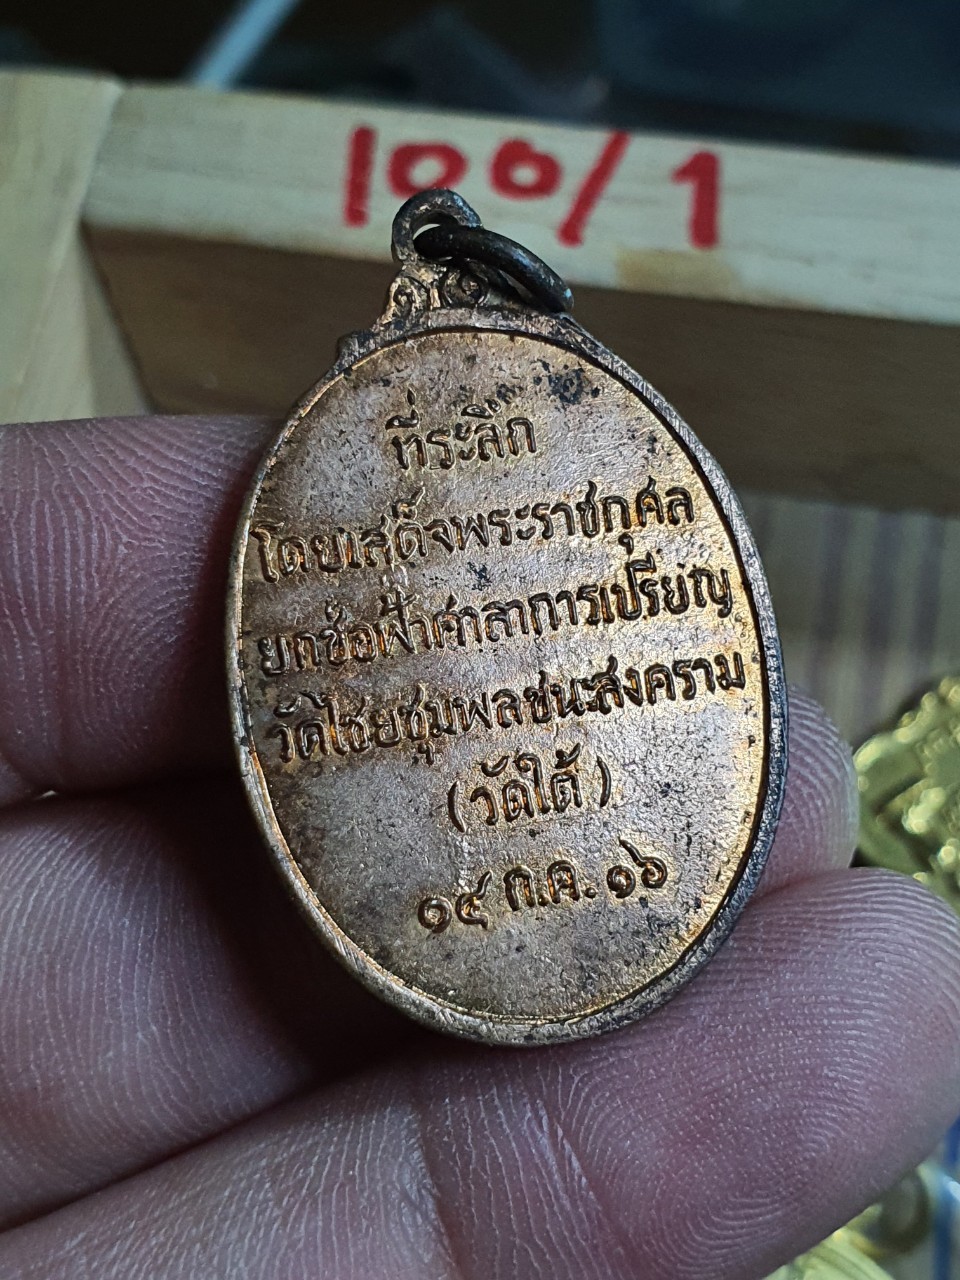 100/1
ที่ระลึก
โดยเสด็จพระราชกุศล
ยกช่อฟ้าศาลาการเปรียญ
วัดไชยชุมพลชนะสงคราม
(วัดใต้)
๑๕ ก.ค. ๑๖